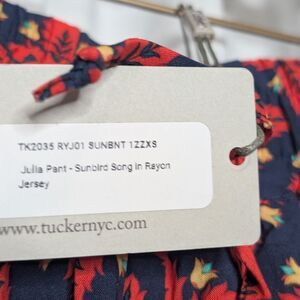 TK2035 RYJ01 SUNBNT 1ZZXS
Julia Pant - Sunbird Song in Rayon
Jersey
www.tuckernyc.com